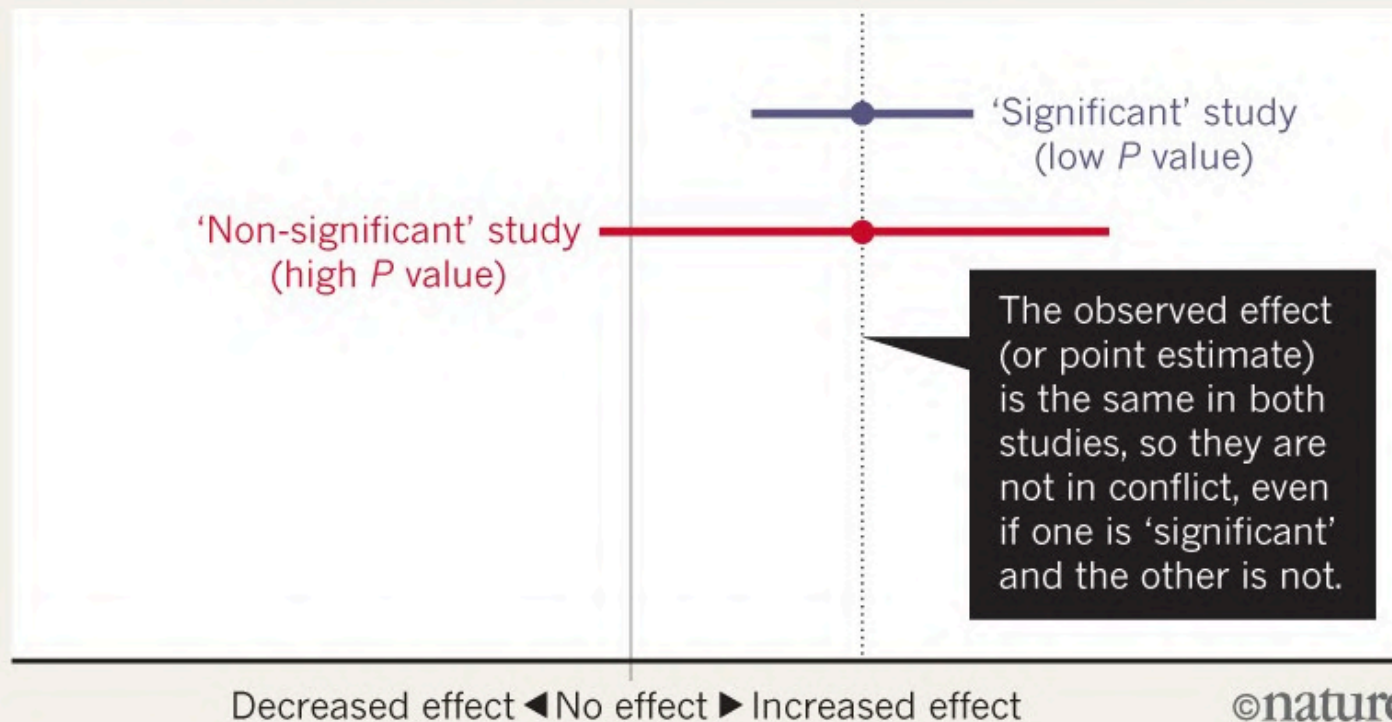 ‘Significant’ study
(low P value)
‘Non-significant’ study
(high P value)
The observed effect
(or point estimate)
is the same in both
studies, so they are
not in conflict, even
if one is ‘significant’
and the other is not.
Decreased effect ◀ No effect ▶ Increased effect
©nature